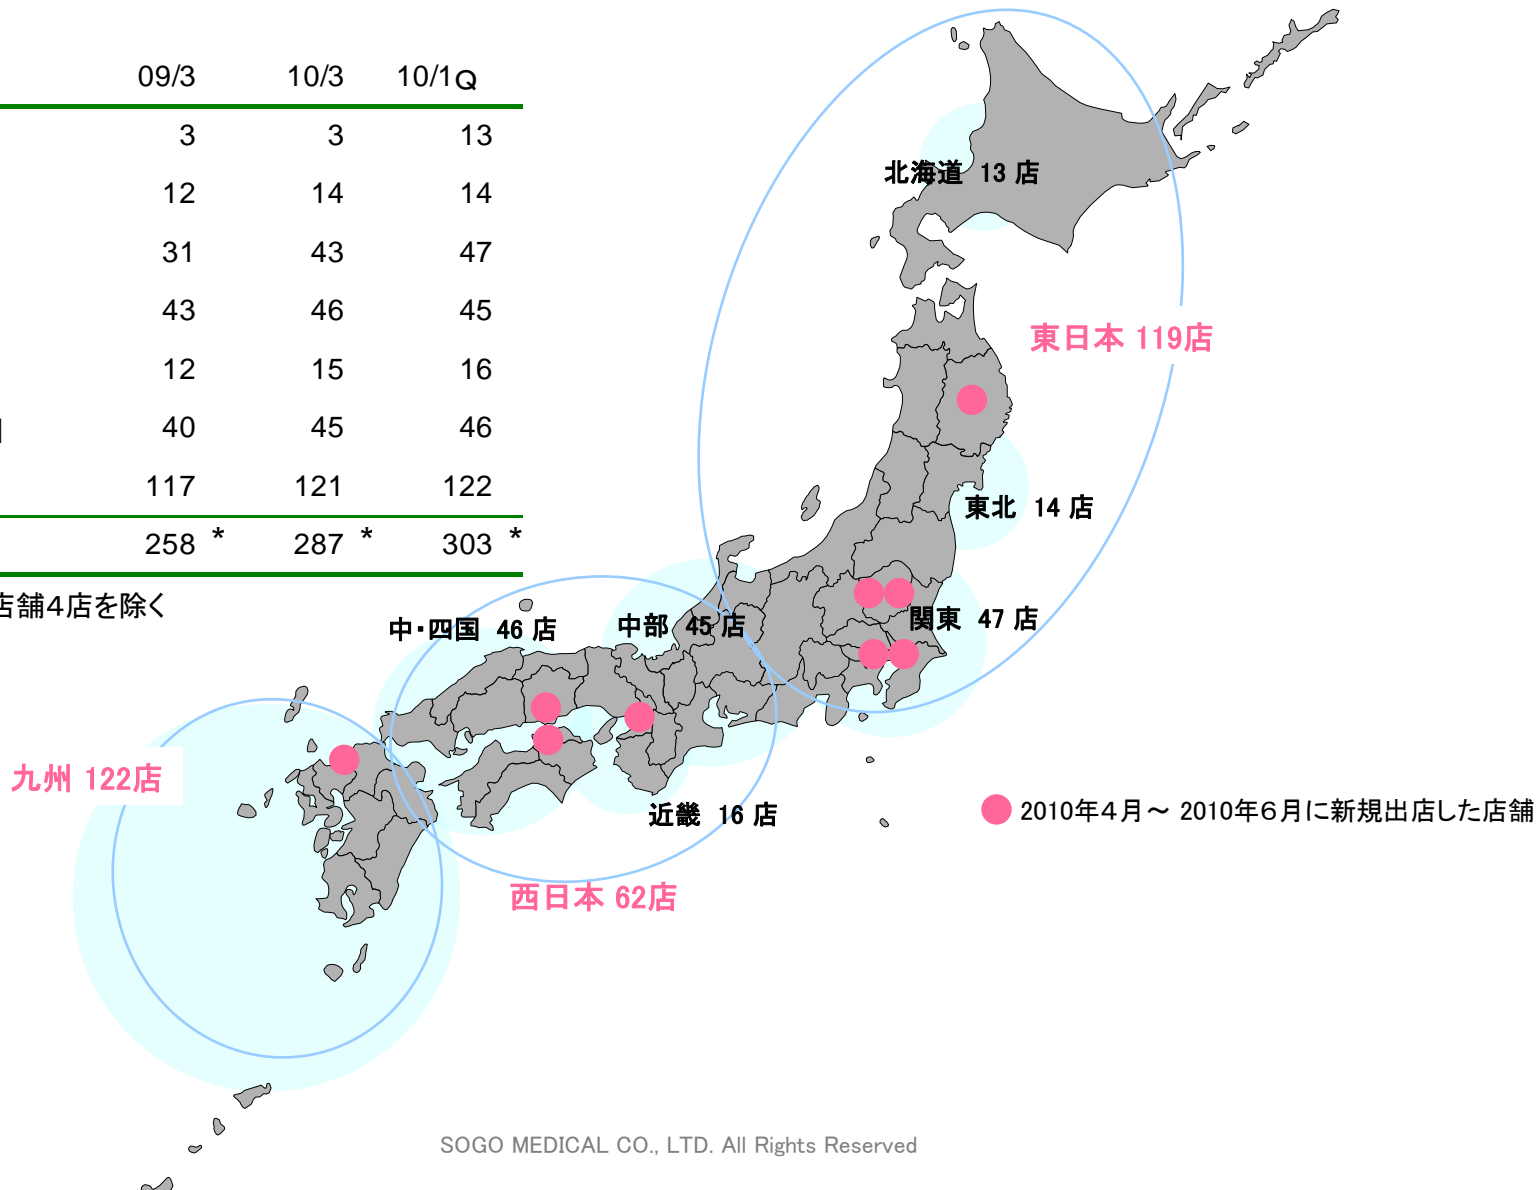 09/3 10/3 10/1Q
3 3 13
12 14 14
31 43 47
43 46 45
12 15 16
40 45 46
117 121 122
258 * 287 * 303 *
店舗4店を除く
北海道 13 店
東日本 119店
東北 14 店
関東 47 店
中・四国 46 店
中部 45 店
九州 122店
近畿 16 店
西日本 62店
2010年4月～ 2010年6月に新規出店した店舗
SOGO MEDICAL CO., LTD. All Rights Reserved